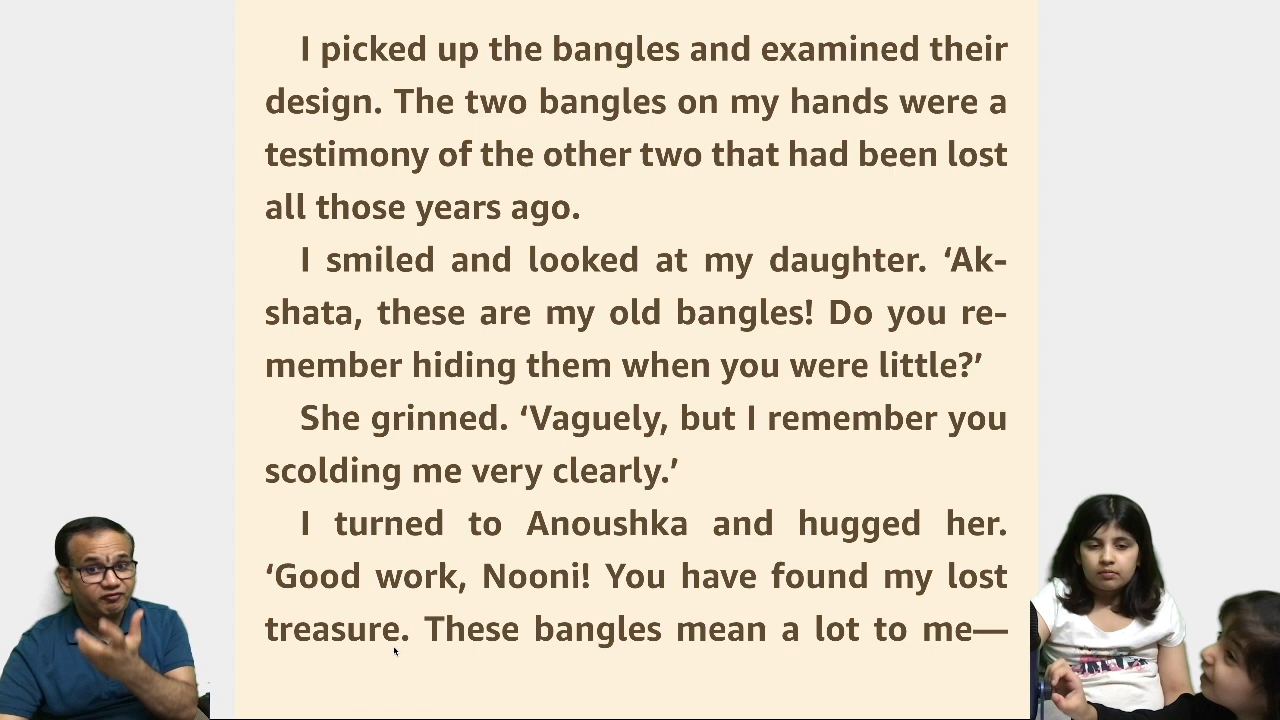 I picked up the bangles and examined their
design. The two bangles on my hands were a
testimony of the other two that had been lost
all those years ago.
I smiled and looked at my daughter. ‘Ak-
shata, these are my old bangles! Do you re-
member hiding them when you were little?’
She grinned. ‘Vaguely, but I remember you
scolding me very clearly.’
I turned to Anoushka and hugged her.
‘Good work, Nooni! You have found my lost
treasure. These bangles mean a lot to me—